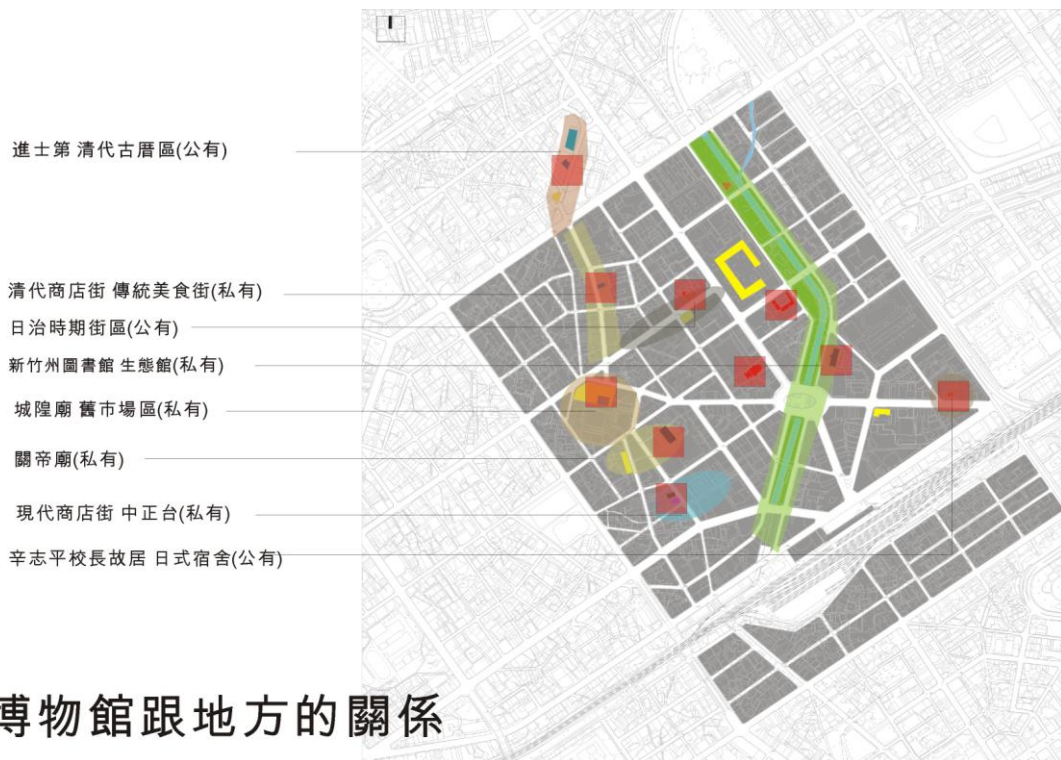 進士第 清代古厝區(公有)
清代商店街 傳統美食街(私有)
日治時期街區(公有)
新竹州圖書館 生態館(私有)
城隍廟 舊市場區(私有)
關帝廟(私有)
現代商店街 中正台(私有)
辛志平校長故居 日式宿舍(公有)
博物館跟地方的關係